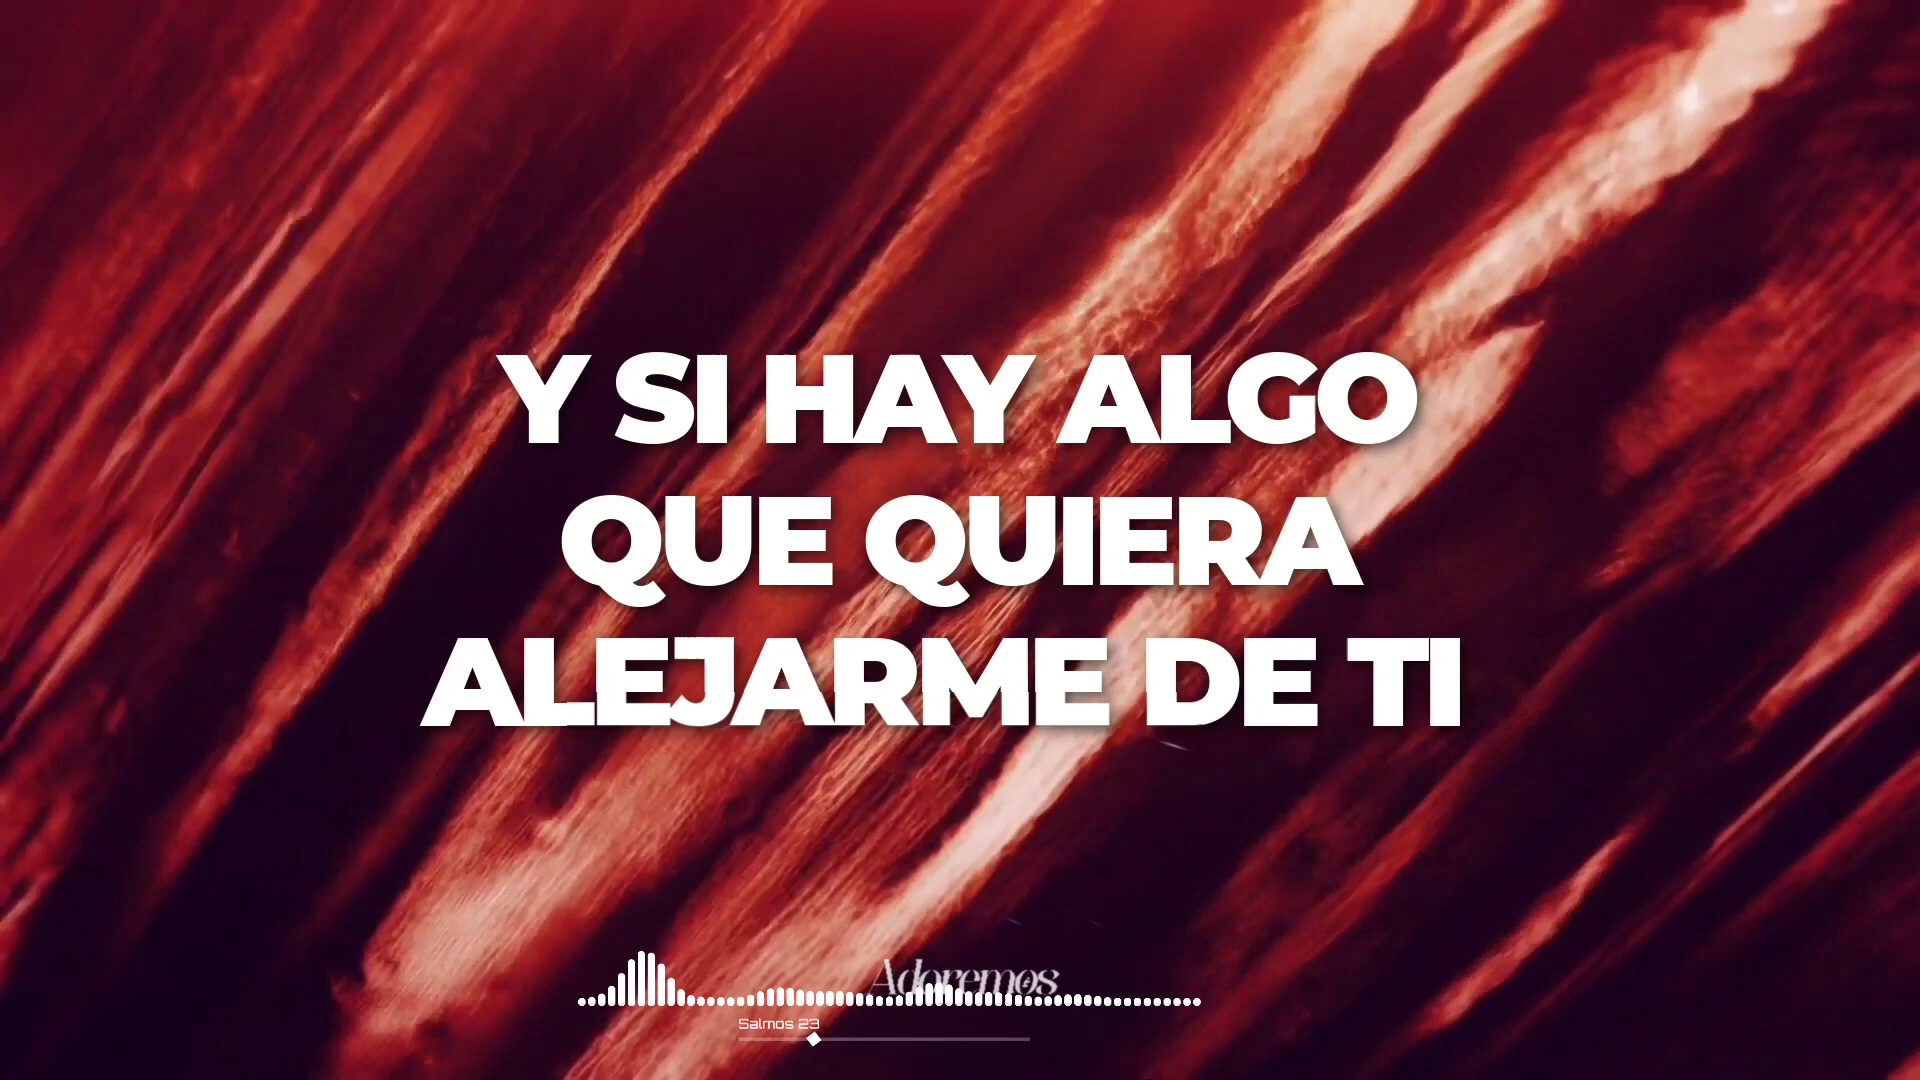 Y SI HAY ALGO
QUE QUIERA
ALEJARME DE TI
Adoremos
Salmos 23